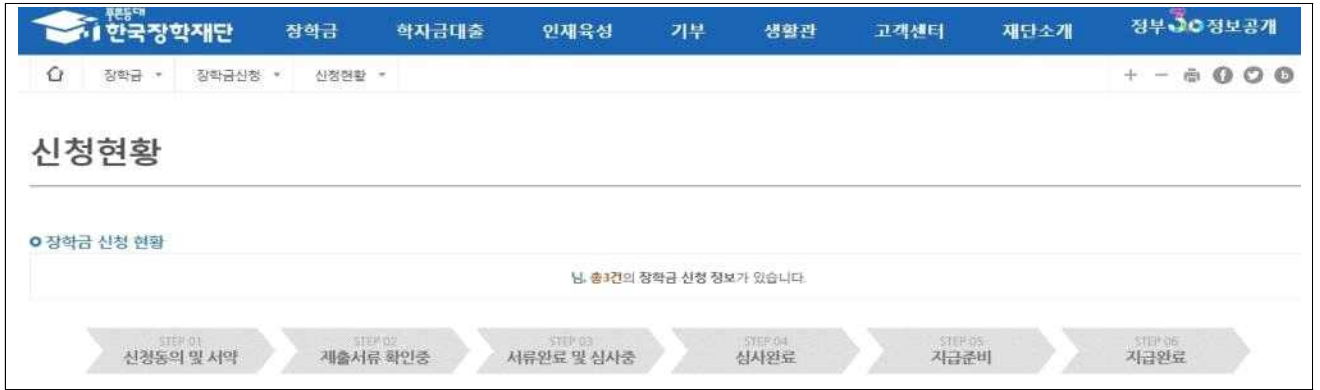 푸른등대
한국장학재단 장학금 학자금대출 인재육성 기부 생활관 고객센터 재단소개 정부3.0정보공개
장학금 장학금신청 신청현황 + -
신청현황
장학금 신청 현황
님, 총3건의 장학금 신청 정보가 있습니다.
STEP 01 STEP 02 STEP 03 STEP 04 STEP 05 STEP 06
신청동의 및 서약 제출서류 확인중 서류완료 및 심사중 심사완료 지급준비 지급완료